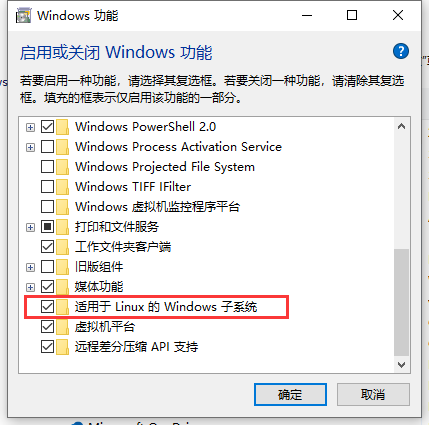 Windows 功能
启用或关闭 Windows 功能
若要启用一种功能，请选择其复选框。若要关闭一种功能，请清除其复选
框。填充的框表示仅启用该功能的一部分。
Windows PowerShell 2.0
Windows Process Activation Service
Windows Projected File System
Windows TIFF IFilter
Windows 虚拟机监控程序平台
打印和文件服务
工作文件夹客户端
旧版组件
媒体功能
适用于 Linux 的 Windows 子系统
虚拟机平台
远程差分压缩 API 支持
确定
取消